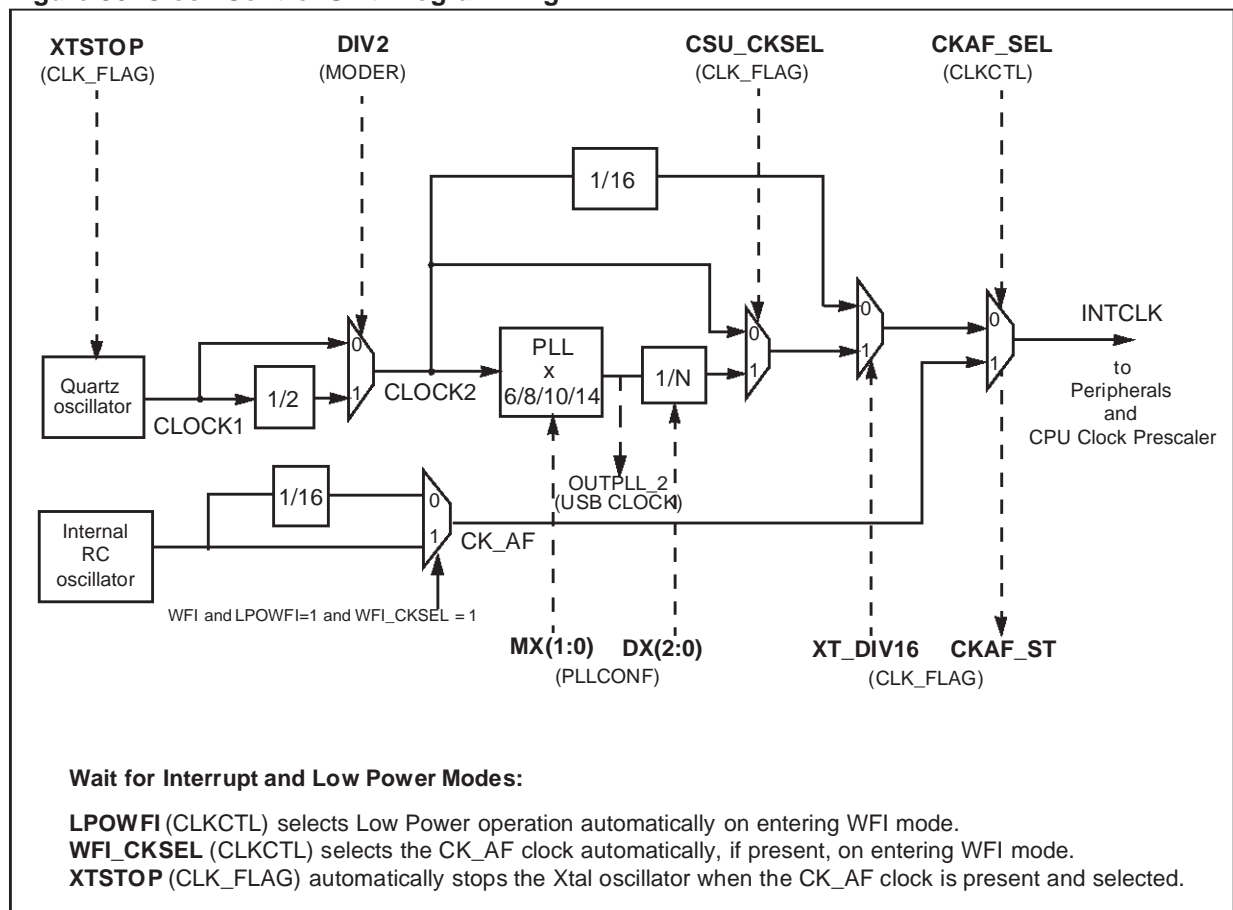 XTSTOP
(CLK_FLAG)
DIV2
(MODER)
CSU_CKSEL
(CLK_FLAG)
CKAF_SEL
(CLKCTL)
1/16
0
1
Quartz
oscillator
CLOCK1
1/2
0
1
CLOCK2
PLL
x
6/8/10/14
1/N
0
1
0
1
INTCLK
to
Peripherals
and
CPU Clock Prescaler
OUTPLL_2
(USB CLOCK)
Internal
RC
oscillator
1/16
0
1
CK_AF
WFI and LPOWFI=1 and WFI_CKSEL = 1
MX(1:0)
DX(2:0)
(PLLCONF)
XT_DIV16
CKAF_ST
(CLK_FLAG)
Wait for Interrupt and Low Power Modes:
LPOWFI (CLKCTL) selects Low Power operation automatically on entering WFI mode.
WFI_CKSEL (CLKCTL) selects the CK_AF clock automatically, if present, on entering WFI mode.
XTSTOP (CLK_FLAG) automatically stops the Xtal oscillator when the CK_AF clock is present and selected.